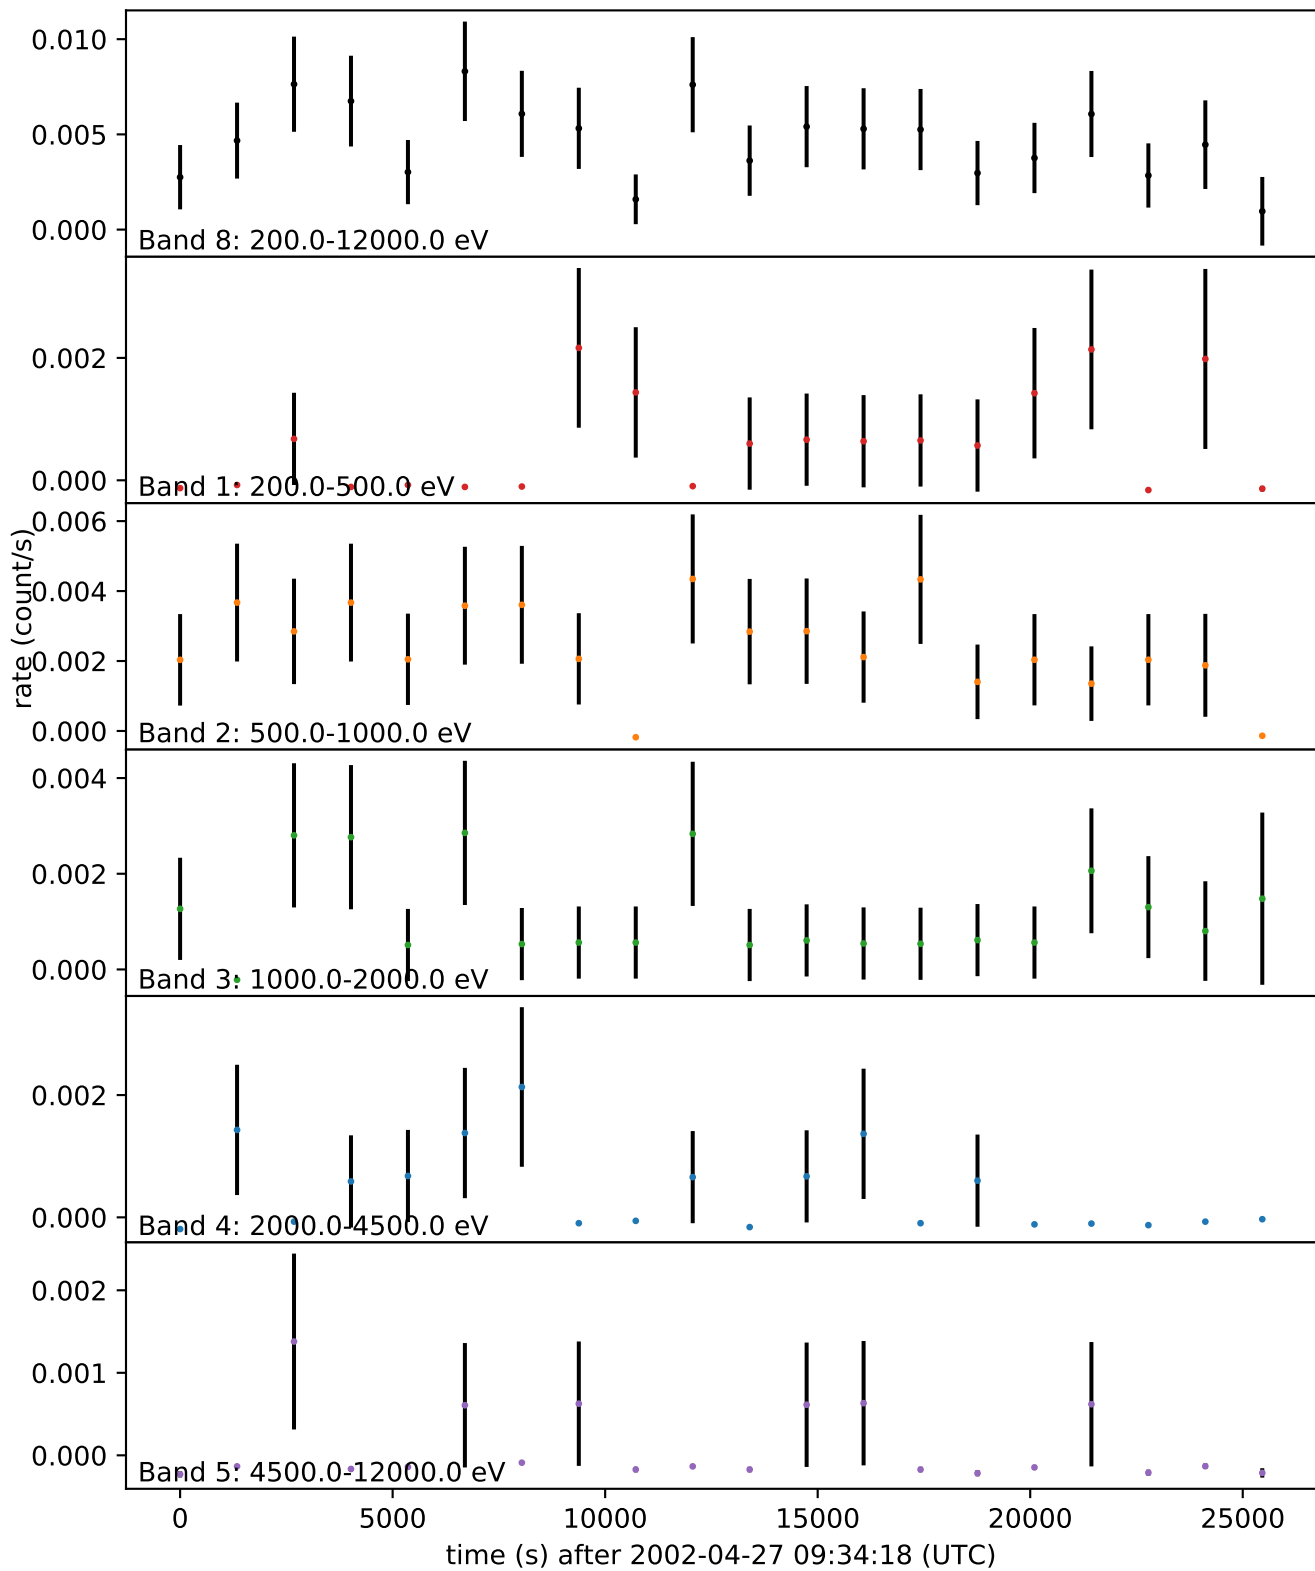 0.010
0.005
0.000
Band 8: 200.0-12000.0 eV
0.002
0.000
Band 1: 200.0-500.0 eV
rate (count/s)
0.006
0.004
0.002
0.000
Band 2: 500.0-1000.0 eV
0.004
0.002
0.000
Band 3: 1000.0-2000.0 eV
0.002
0.000
Band 4: 2000.0-4500.0 eV
0.002
0.001
0.000
Band 5: 4500.0-12000.0 eV
0 5000 10000 15000 20000 25000
time (s) after 2002-04-27 09:34:18 (UTC)